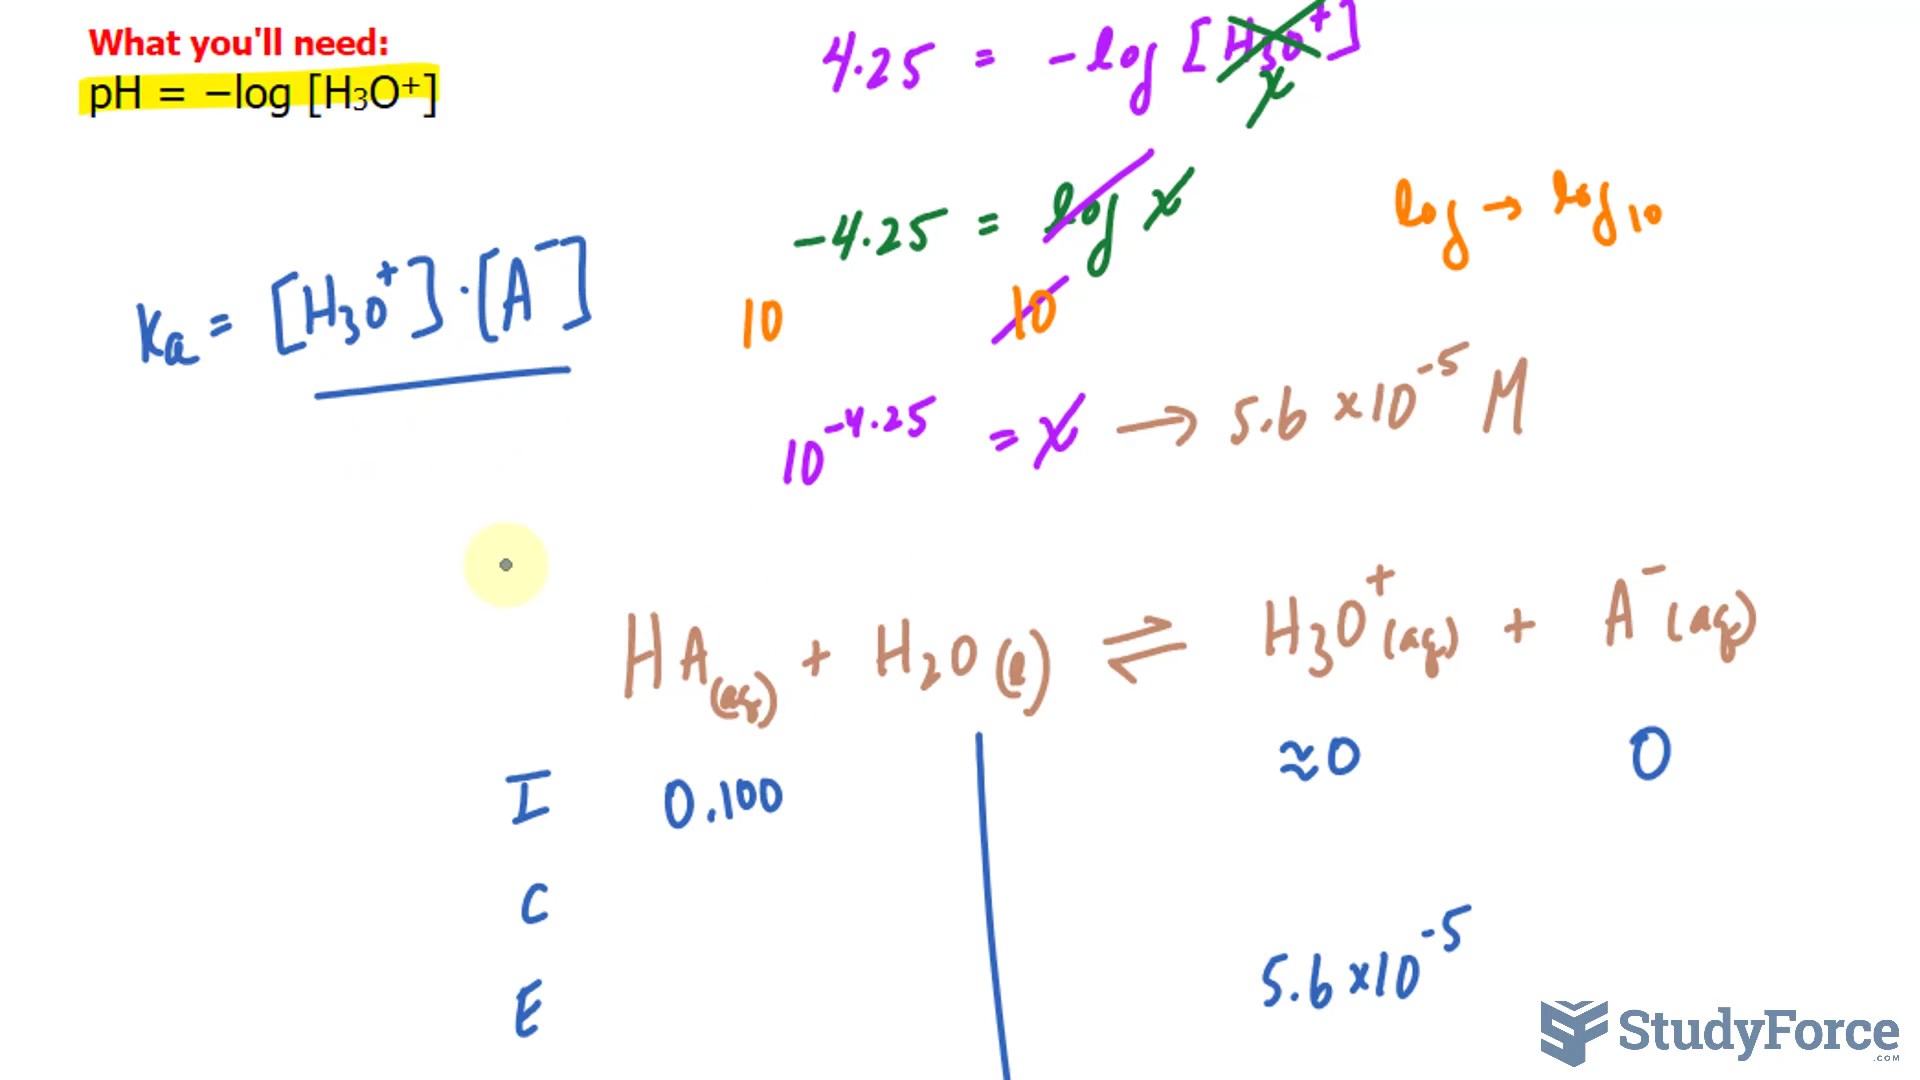 What you'll need:
pH = −log [H₃O⁺]
4.25 = -log [H₃O⁺]
x
-4.25 = log x
10 10
log → log₁₀
Ka = [H₃O⁺]·[A⁻]
10^-4.25 = x → 5.6 x10^-5 M
HA(aq) + H₂O(l) ⇌ H₃O⁺(aq) + A⁻(aq)
I 0.100 ≈0 0
C
E 5.6 x10^-5
StudyForce
.COM